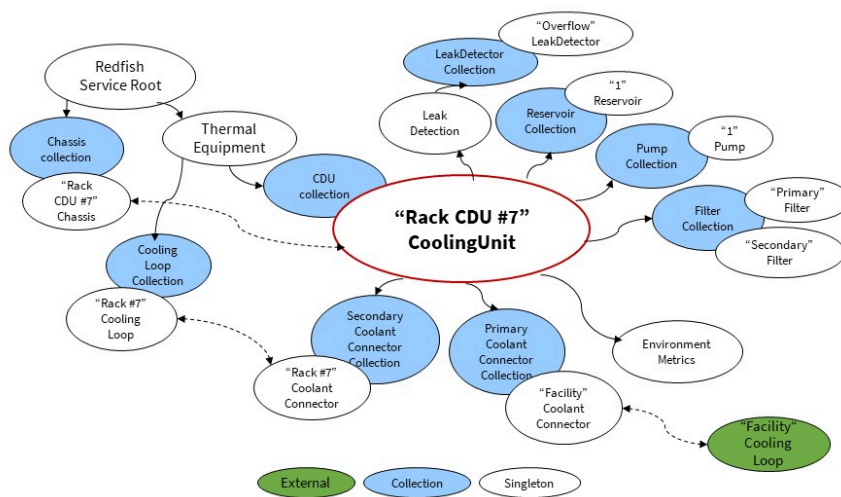 Redfish
Service Root
Thermal
Equipment
Chassis
collection
"Rack
CDU #7"
Chassis
Cooling
Loop
Collection
"Rack #7"
Cooling
Loop
CDU
collection
"Rack CDU #7"
CoolingUnit
Leak
Detection
LeakDetector
Collection
“Overflow”
LeakDetector
Reservoir
Collection
“1”
Reservoir
Pump
Collection
“1”
Pump
Filter
Collection
“Primary”
Filter
“Secondary”
Filter
Environment
Metrics
Primary
Coolant
Connector
Collection
“Facility”
Coolant
Connector
“Facility“
Cooling
Loop
Secondary
Coolant
Connector
Collection
“Rack #7”
Coolant
Connector
External
Collection
Singleton